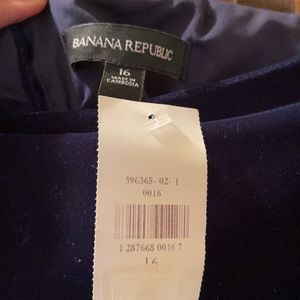 BANANA REPUBLIC
16
MADE IN
CAMBODIA
396365- 02- 1
0016
1 287668 0016 7
16